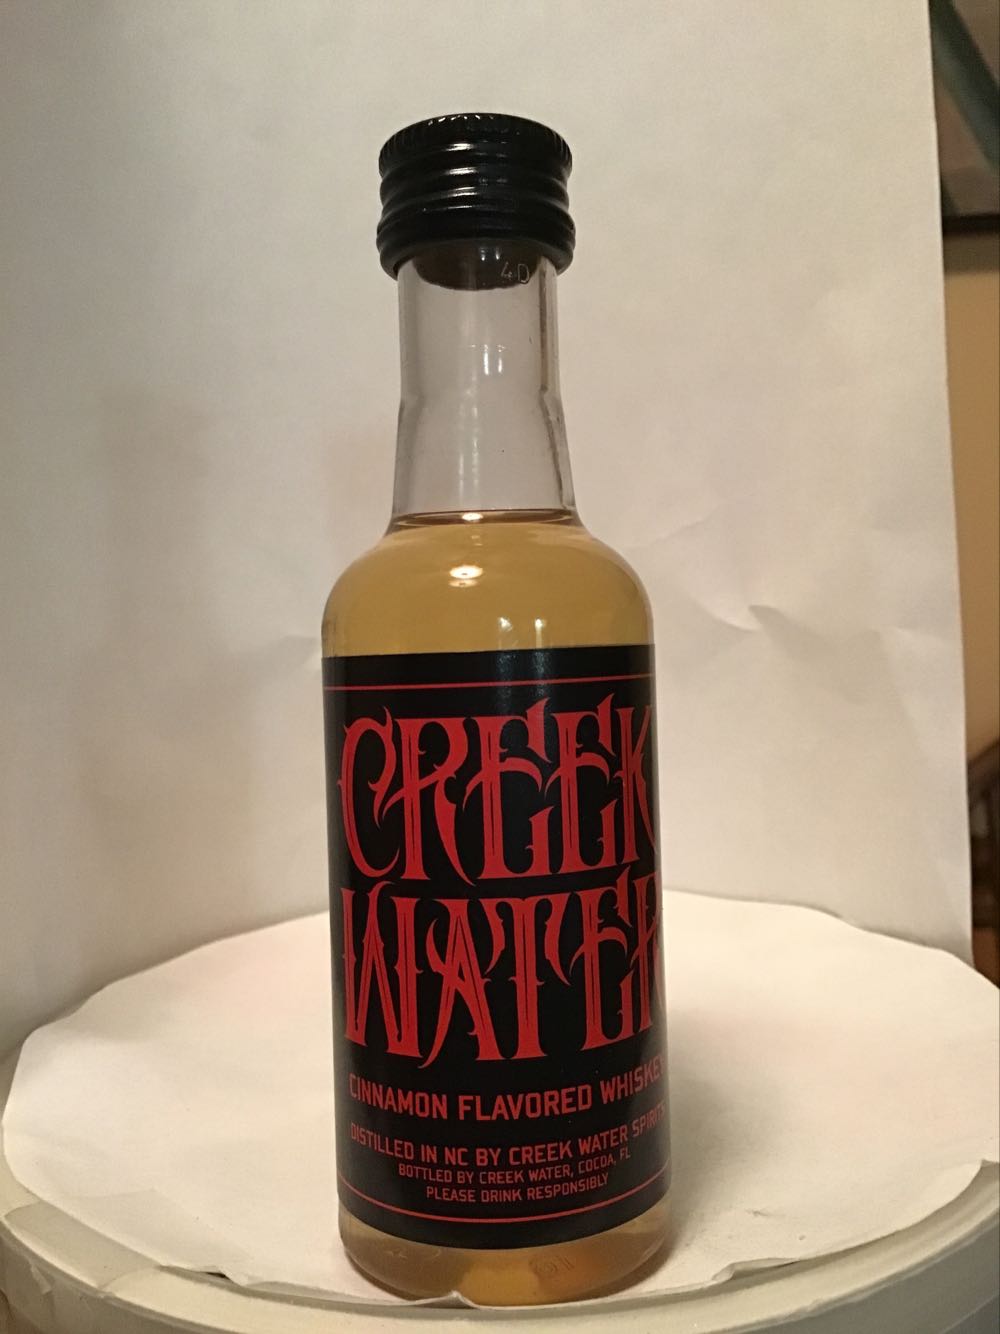 4D
CREEK
WATER
CINNAMON FLAVORED WHISKEY
DISTILLED IN NC BY CREEK WATER SPIRITS
BOTTLED BY CREEK WATER, COCOA, FL
PLEASE DRINK RESPONSIBLY